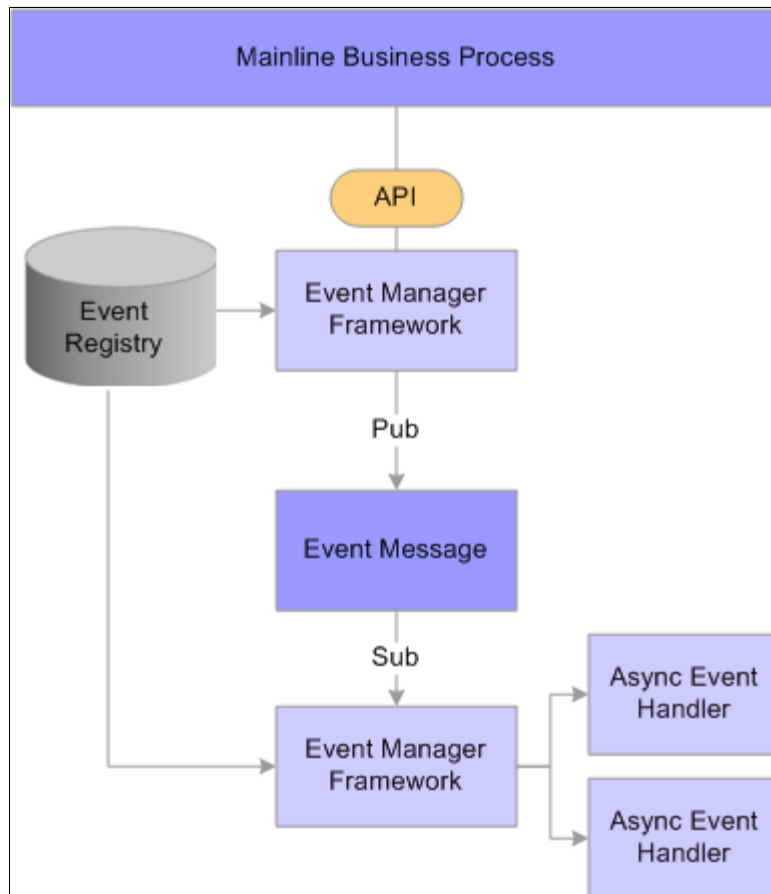 Mainline Business Process
API
Event Manager
Framework
Event
Registry
Pub
Event Message
Sub
Event Manager
Framework
Async Event
Handler
Async Event
Handler